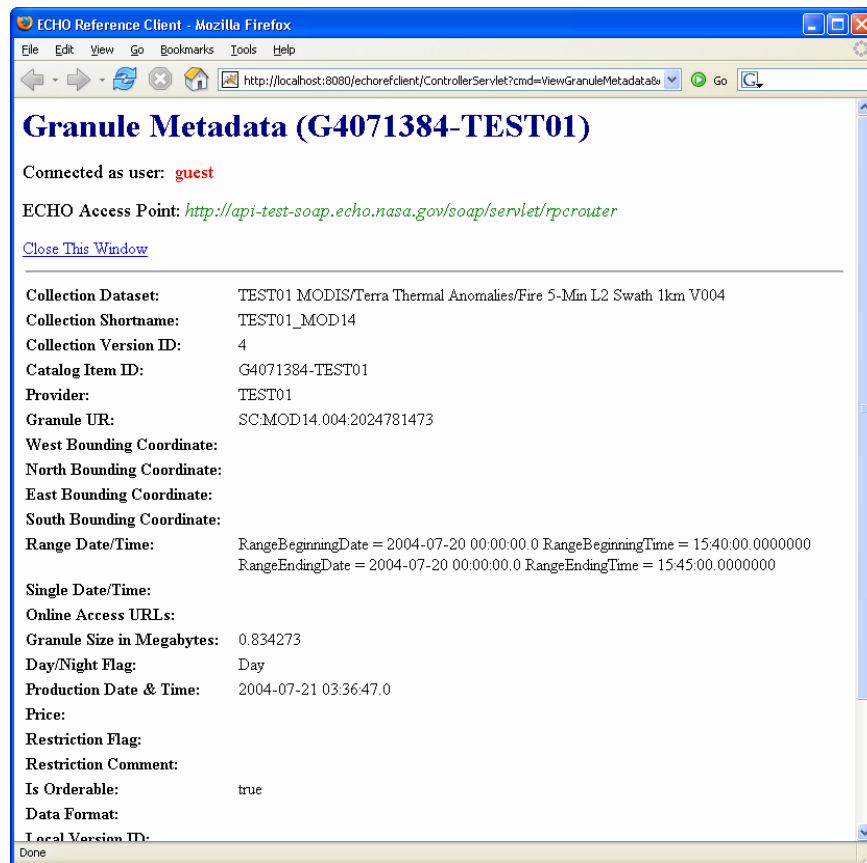 ECHO Reference Client - Mozilla Firefox
File Edit View Go Bookmarks Tools Help
http://localhost:8080/echorefclient/ControllerServlet?cmd=ViewGranuleMetadata& Go G
Granule Metadata (G4071384-TEST01)
Connected as user: guest
ECHO Access Point: http://api-test-soap.echo.nasa.gov/soap/servlet/rpcrouter
Close This Window
Collection Dataset: TEST01 MODIS/Terra Thermal Anomalies/Fire 5-Min L2 Swath 1km V004
Collection Shortname: TEST01_MOD14
Collection Version ID: 4
Catalog Item ID: G4071384-TEST01
Provider: TEST01
Granule UR: SC:MOD14.004:2024781473
West Bounding Coordinate:
North Bounding Coordinate:
East Bounding Coordinate:
South Bounding Coordinate:
Range Date/Time: RangeBeginningDate = 2004-07-20 00:00:00.0 RangeBeginningTime = 15:40:00.0000000
RangeEndingDate = 2004-07-20 00:00:00.0 RangeEndingTime = 15:45:00.0000000
Single Date/Time:
Online Access URLs:
Granule Size in Megabytes: 0.834273
Day/Night Flag: Day
Production Date & Time: 2004-07-21 03:36:47.0
Price:
Restriction Flag:
Restriction Comment:
Is Orderable: true
Data Format:
Local Version ID:
Done